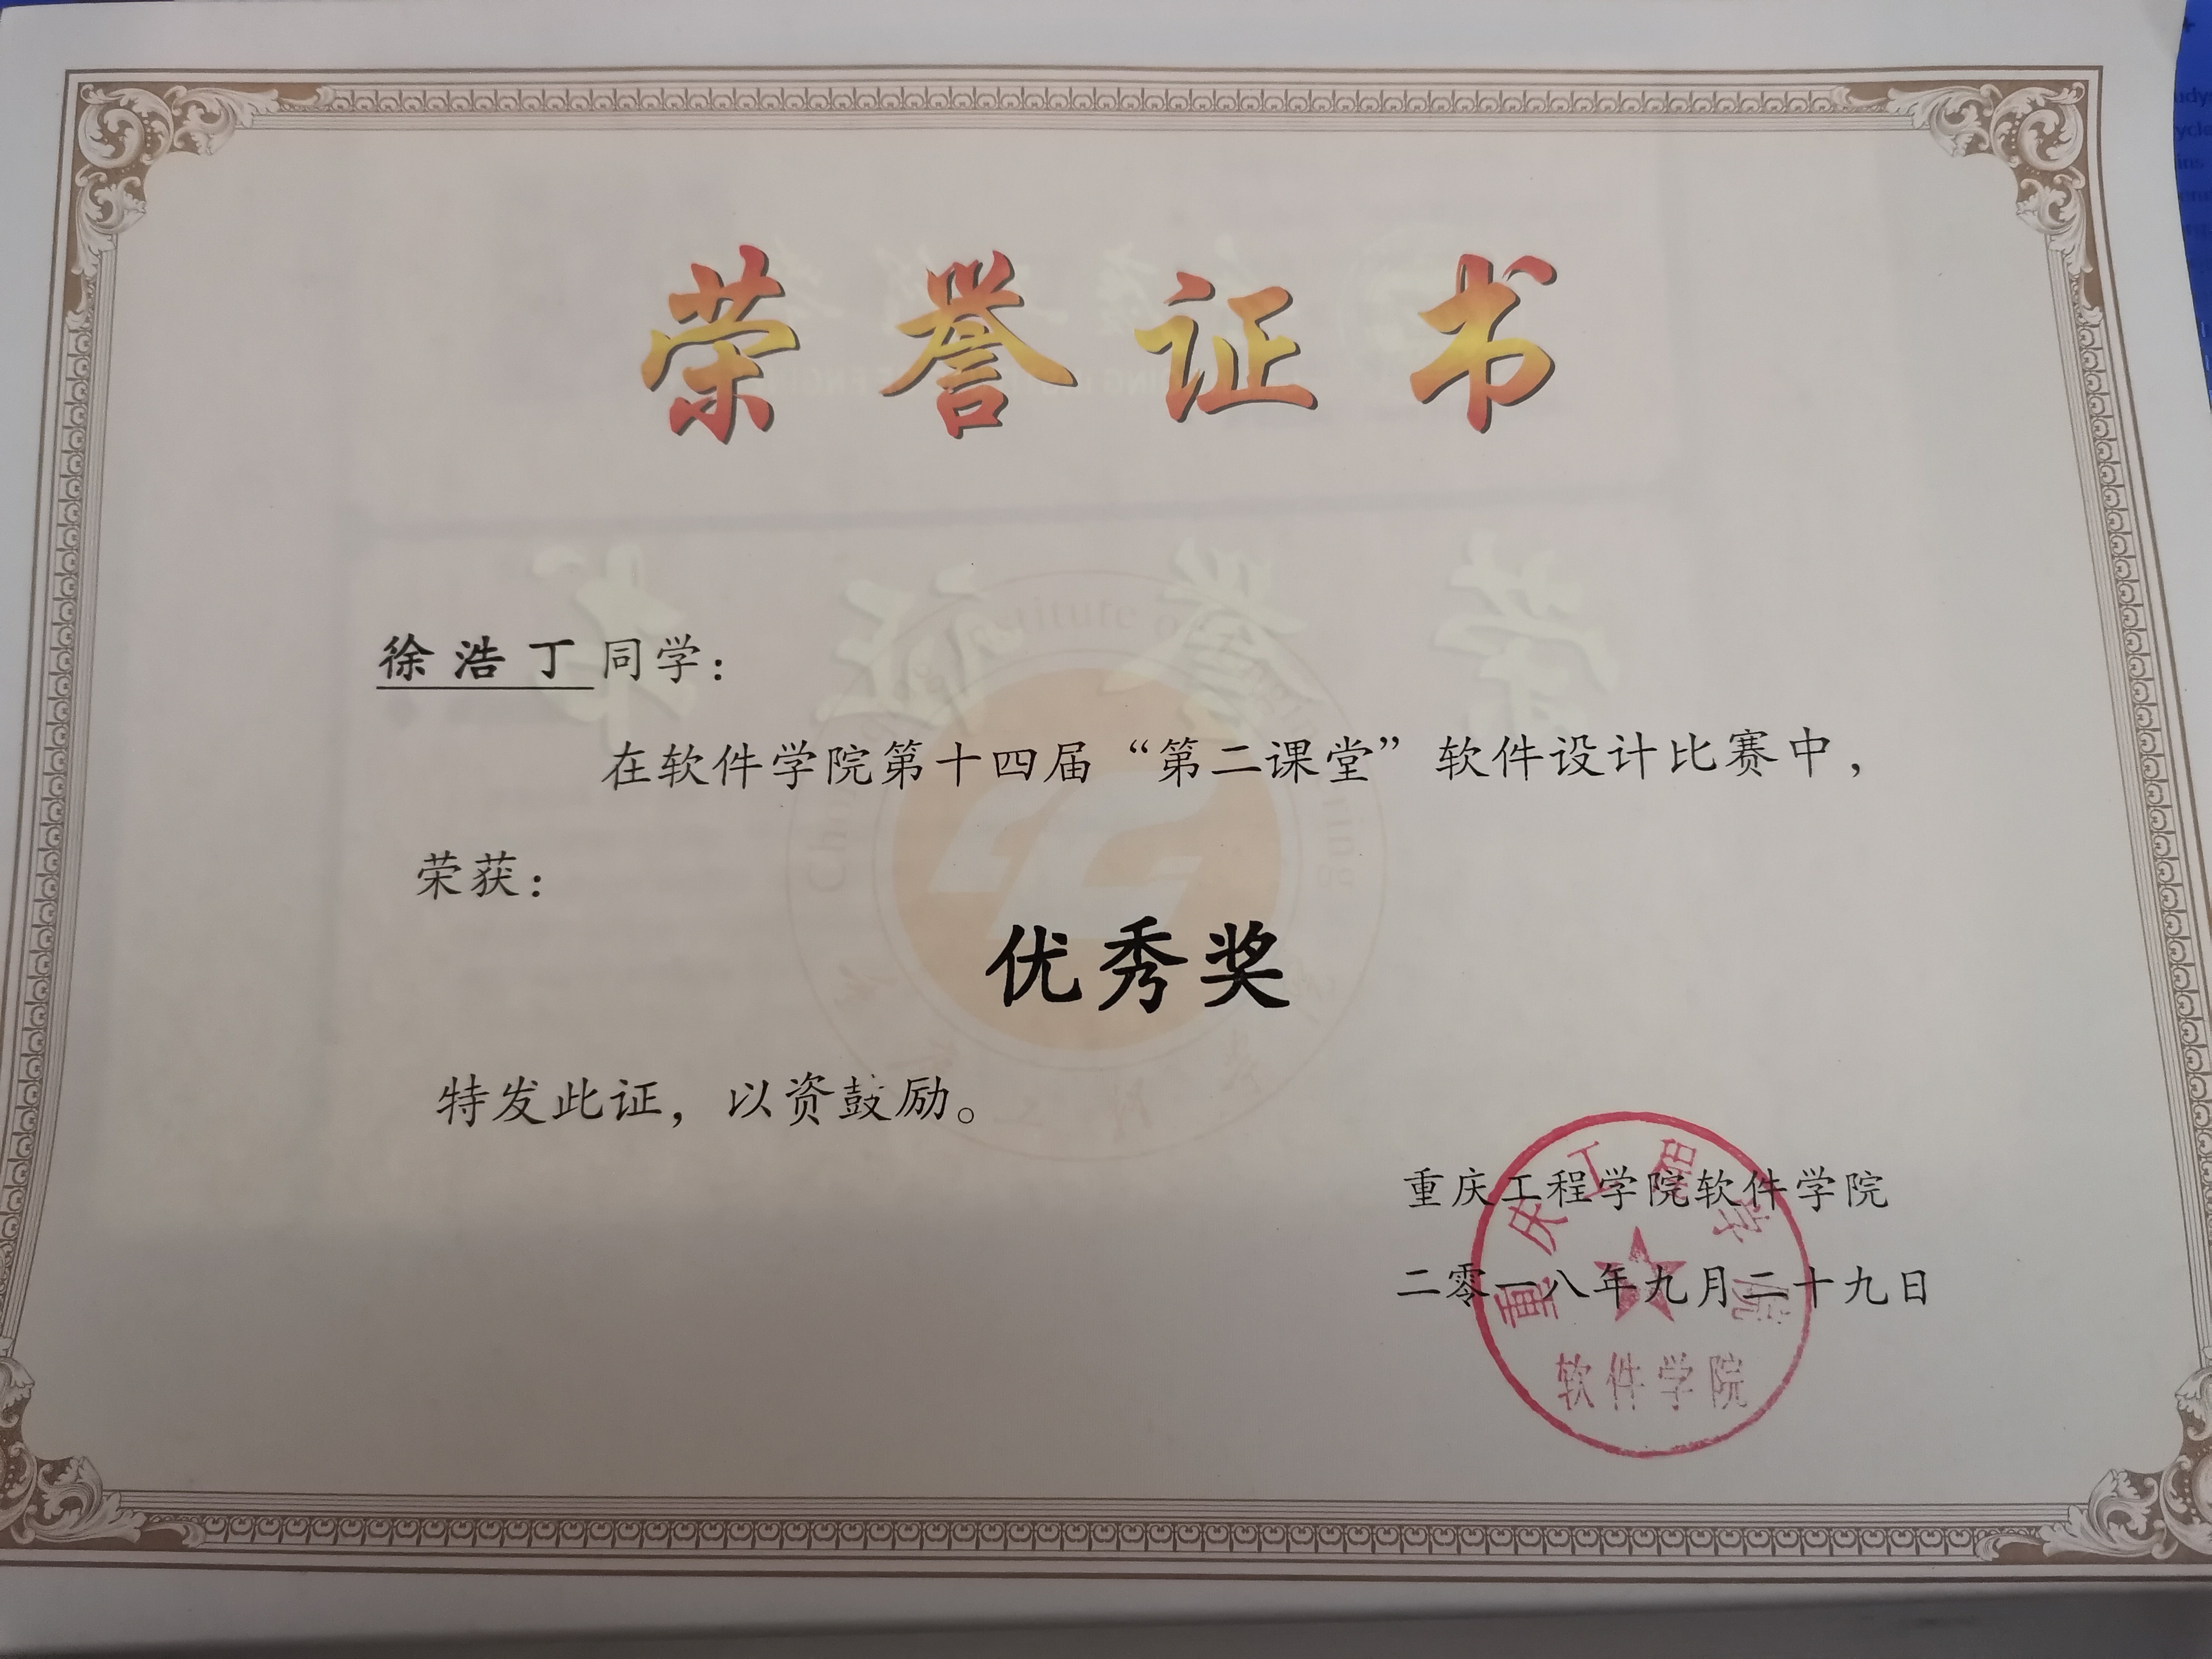 荣誉证书
徐浩丁同学：
在软件学院第十四届“第二课堂”软件设计比赛中，
荣获：
优秀奖
特发此证，以资鼓励。
重庆工程学院软件学院
二零一八年九月二十九日
重庆工程学院
软件学院